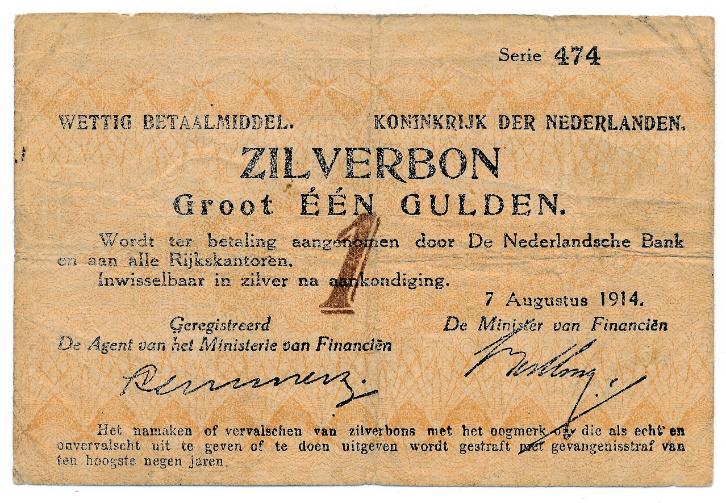 Serie 474
WETTIG BETAALMIDDEL. KONINKRIJK DER NEDERLANDEN.
ZILVERBON
Groot ÉÉN GULDEN.
1
Wordt ter betaling aangenomen door De Nederlandsche Bank
en aan alle Rijkskantoren.
Inwisselbaar in zilver na aankondiging.
7 Augustus 1914.
Geregistreerd De Minister van Financiën
De Agent van het Ministerie van Financiën
Het namaken of vervalschen van zilverbons met het oogmerk om die als echt en
onvervalscht uit te geven of te doen uitgeven wordt gestraft met gevangenisstraf van
ten hoogste negen jaren.